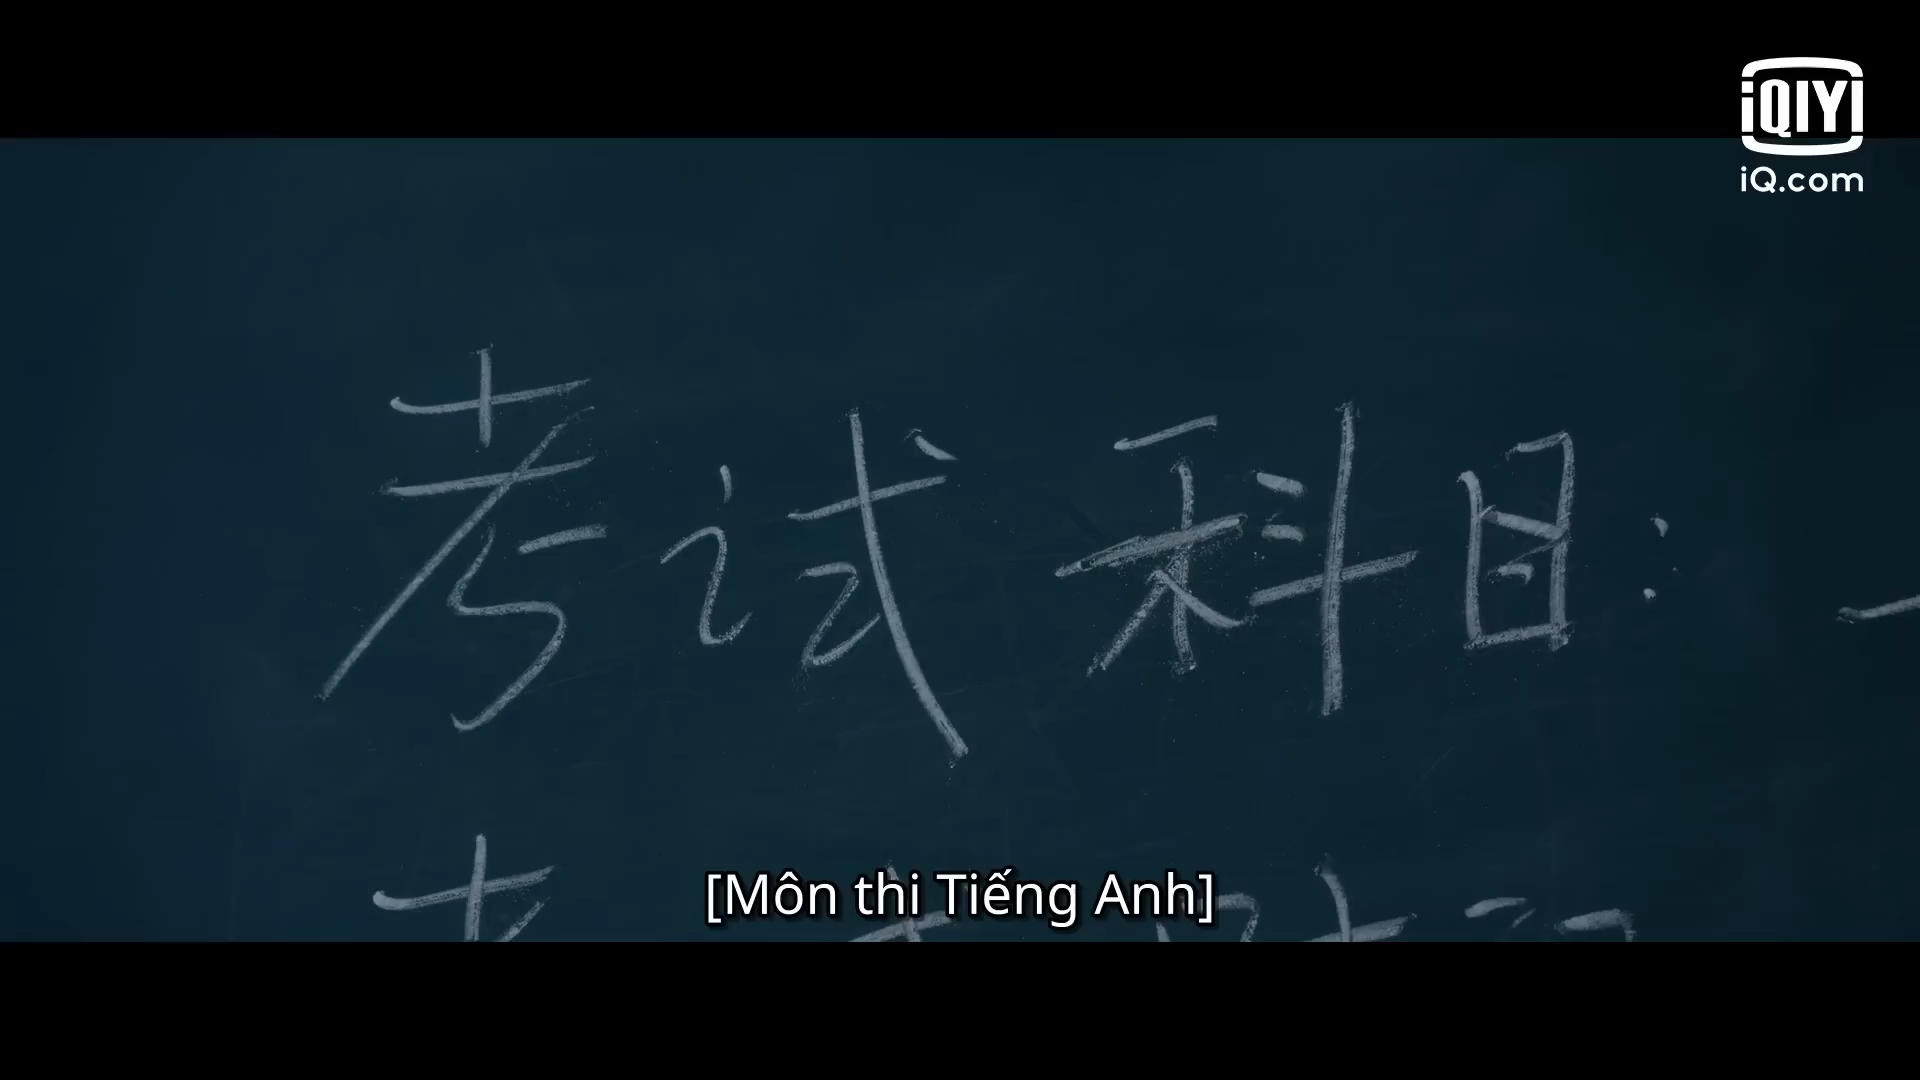 iQIYI
iQ.com
考试科目:
[Môn thi Tiếng Anh]